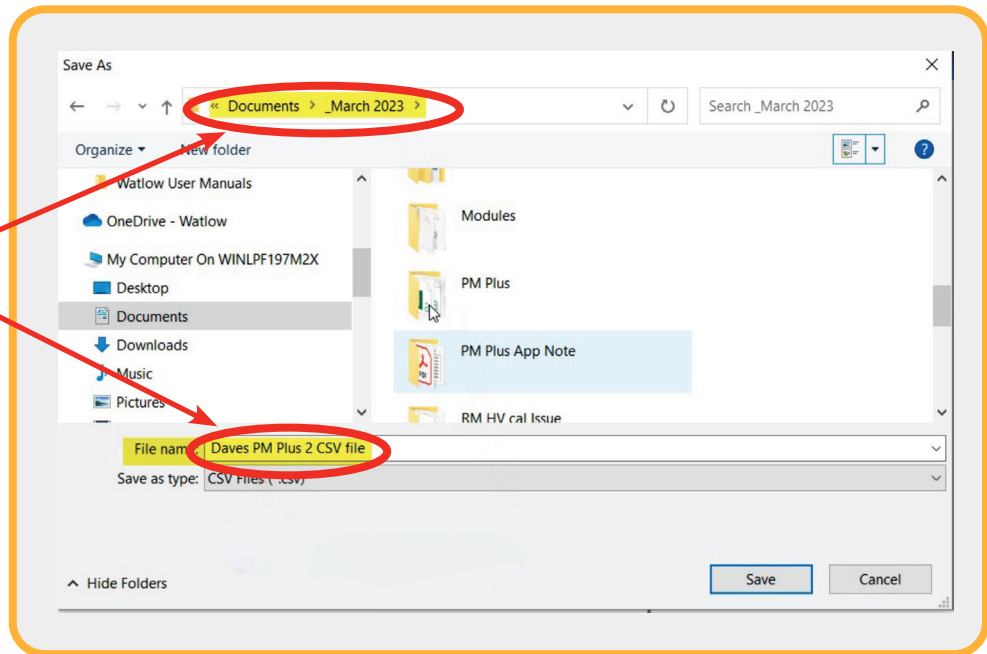 Save As
« Documents > _March 2023 >
Search _March 2023
Organize
New folder
Watlow User Manuals
OneDrive - Watlow
My Computer On WINLPF197M2X
Desktop
Documents
Downloads
Music
Pictures
Modules
PM Plus
PM Plus App Note
RM HV cal Issue
File name: Daves PM Plus 2 CSV file
Save as type: CSV Files (*.csv)
Hide Folders
Save
Cancel